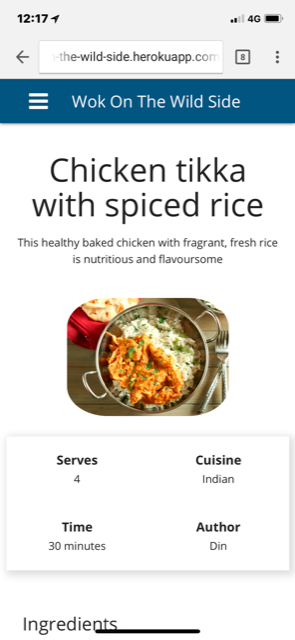 12:17
4G
-the-wild-side.herokuapp.com
8
Wok On The Wild Side
Chicken tikka
with spiced rice
This healthy baked chicken with fragrant, fresh rice
is nutritious and flavoursome
Serves
4
Cuisine
Indian
Time
30 minutes
Author
Din
Ingredients